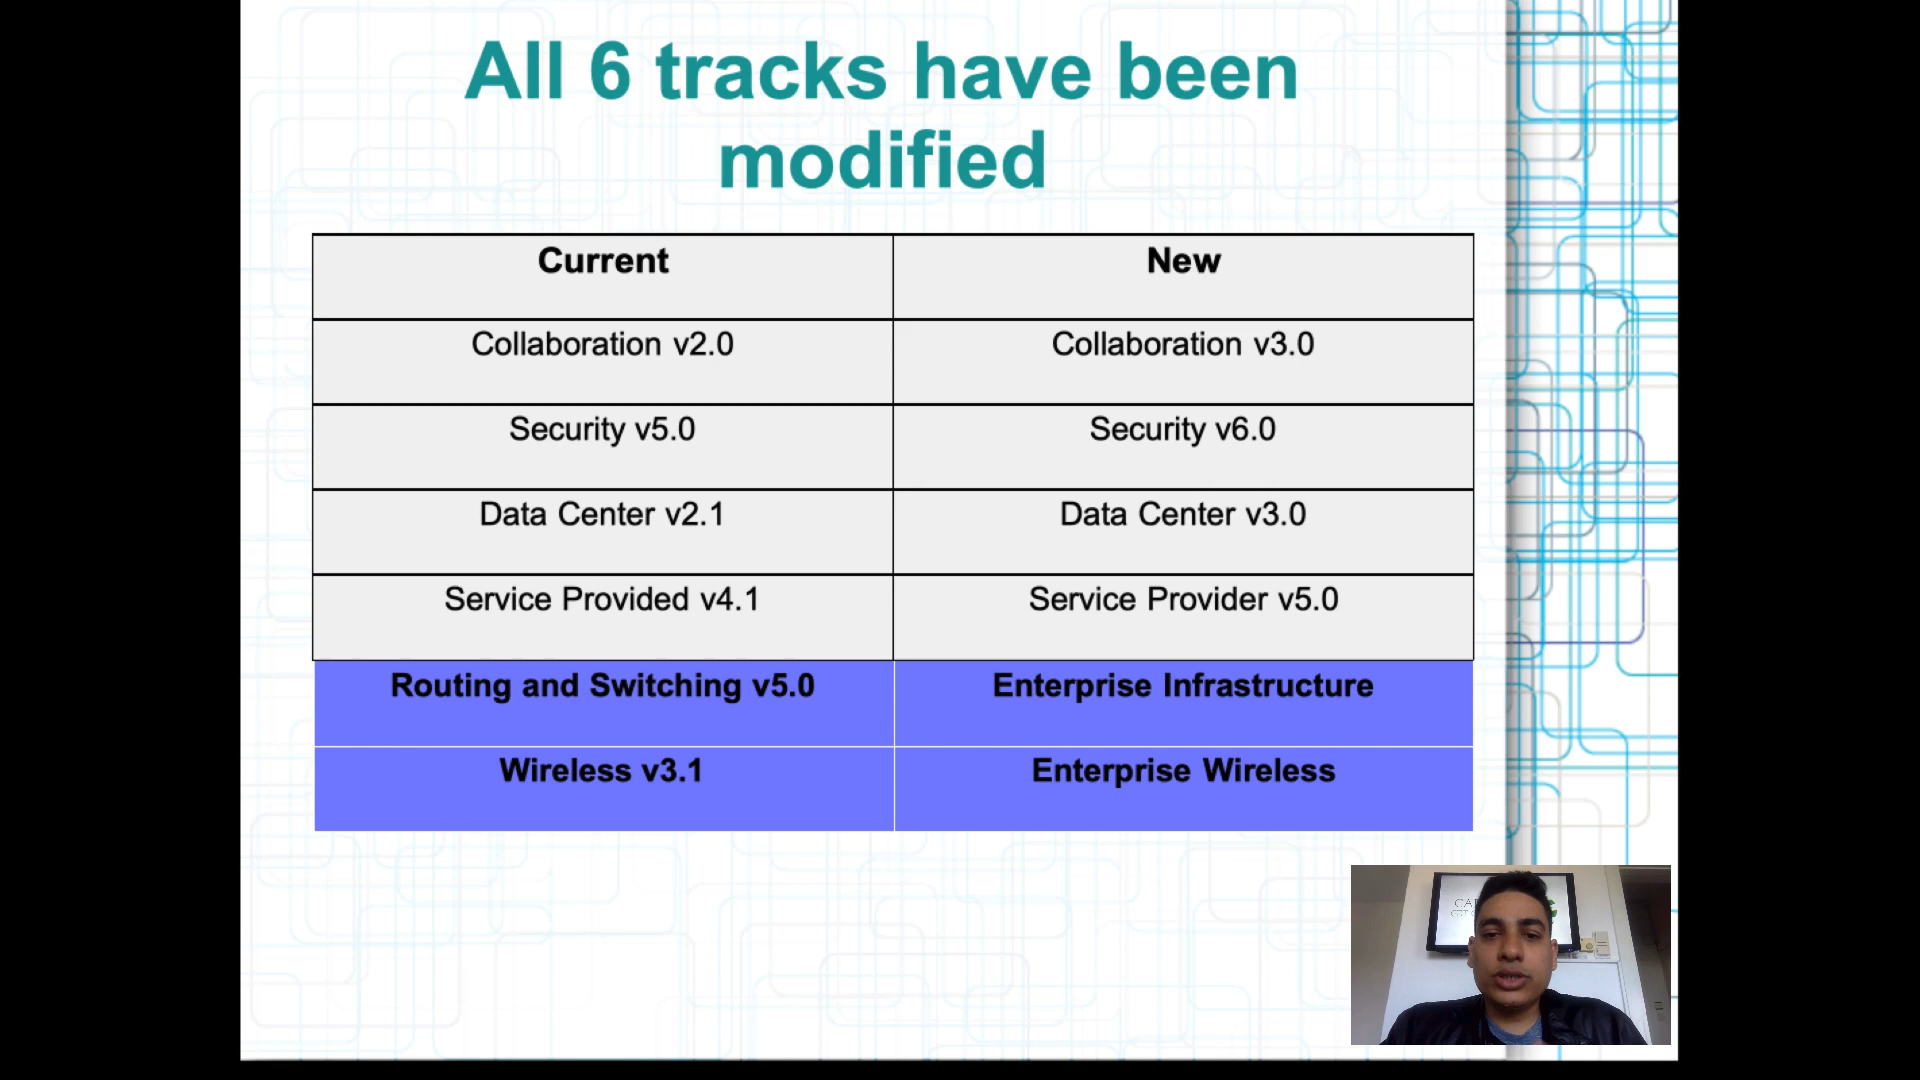 All 6 tracks have been
modified
Current New
Collaboration v2.0 Collaboration v3.0
Security v5.0 Security v6.0
Data Center v2.1 Data Center v3.0
Service Provided v4.1 Service Provider v5.0
Routing and Switching v5.0 Enterprise Infrastructure
Wireless v3.1 Enterprise Wireless